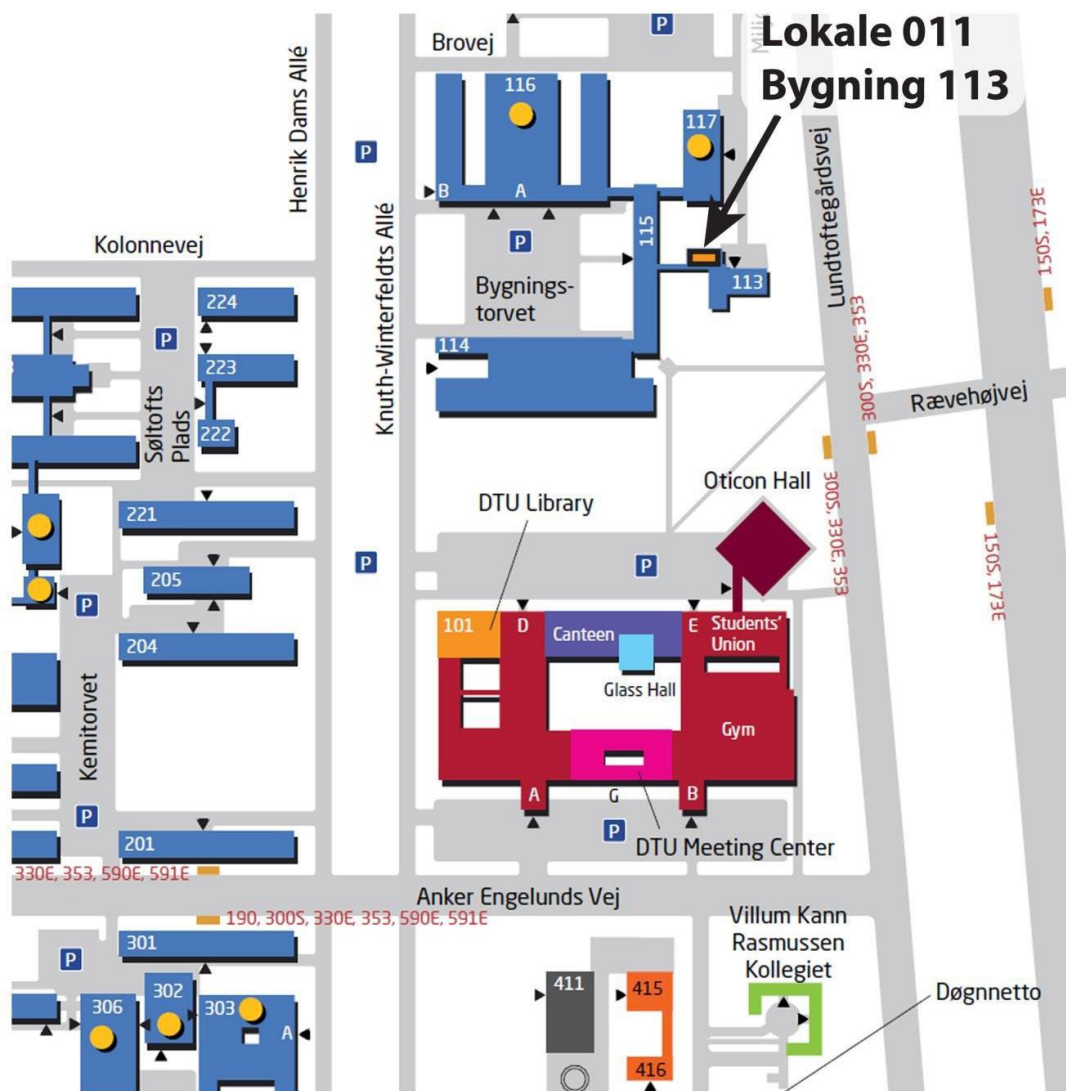 Lokale 011
Bygning 113
Brovej
P
Henrik Dams Allé
116
117
P
B
A
Lundtoftegårdsvej
150S, 173E
Kolonnevej
P
115
Bygnings-
torvet
113
Knuth-Winterfeldts Allé
224
P
223
222
Søltofts
Plads
114
300S, 330E, 353
Rævehøjvej
221
DTU Library
Oticon Hall
300S, 330E, 353
150S, 173E
205
P
P
P
204
101
D
Canteen
E
Students'
Union
Glass Hall
Kemitorvet
Gym
A
G
B
P
P
201
DTU Meeting Center
330E, 353, 590E, 591E
Anker Engelunds Vej
190, 300S, 330E, 353, 590E, 591E
301
P
Villum Kann
Rasmussen
Kollegiet
302
306
303
A
411
415
416
Døgnnetto